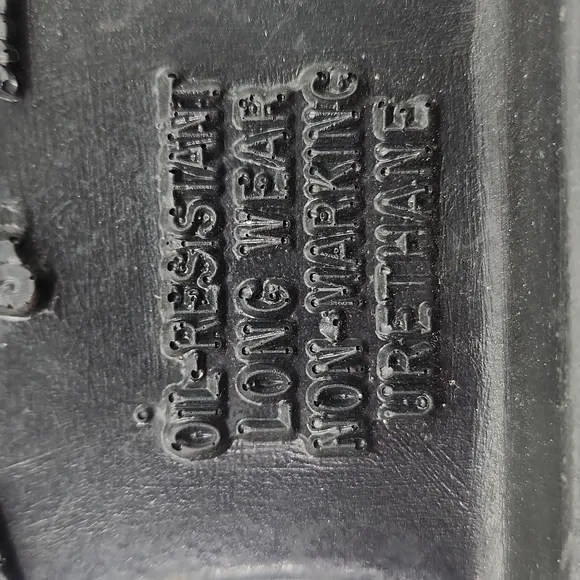 OIL-RESISTANT
LONG WEAR
NON-MARKING
URETHANE